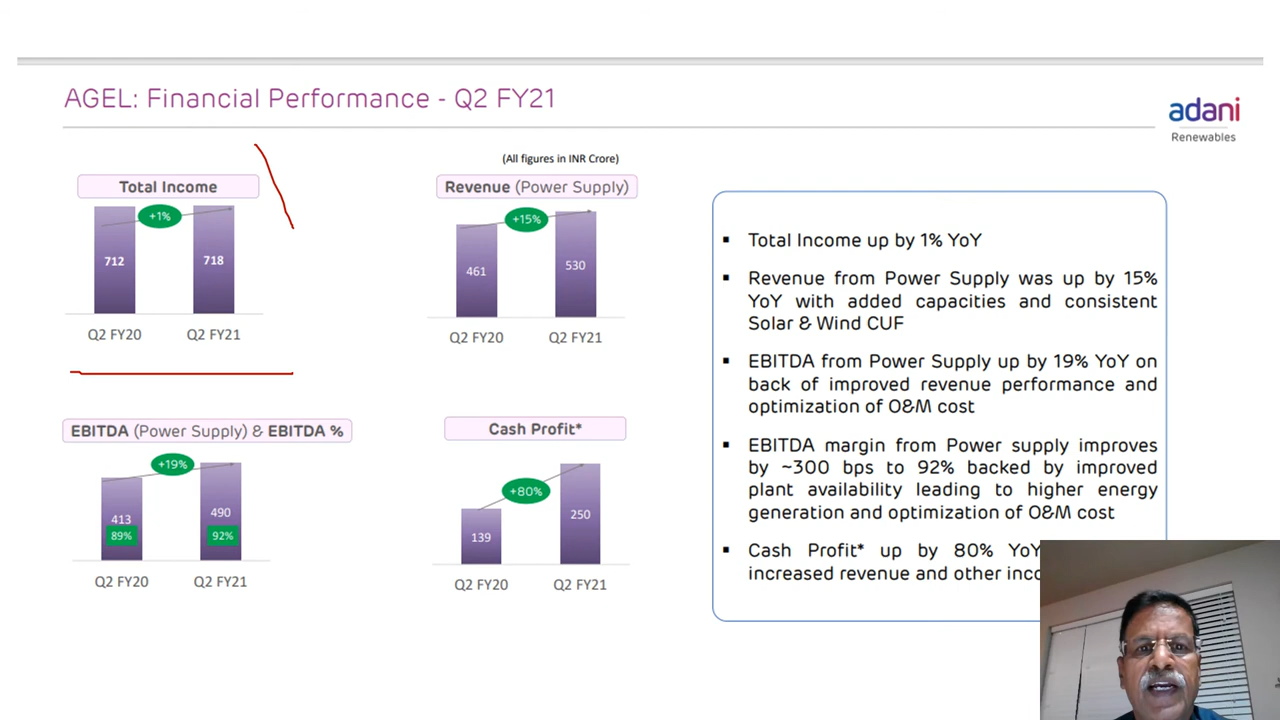 AGEL: Financial Performance - Q2 FY21
adani
Renewables
(All figures in INR Crore)
Total Income
+1%
712
718
Q2 FY20
Q2 FY21
Revenue (Power Supply)
+15%
461
530
Q2 FY20
Q2 FY21
EBITDA (Power Supply) & EBITDA %
+19%
413
490
89%
92%
Q2 FY20
Q2 FY21
Cash Profit*
+80%
139
250
Q2 FY20
Q2 FY21
▪ Total Income up by 1% YoY
▪ Revenue from Power Supply was up by 15%
YoY with added capacities and consistent
Solar & Wind CUF
▪ EBITDA from Power Supply up by 19% YoY on
back of improved revenue performance and
optimization of O&M cost
▪ EBITDA margin from Power supply improves
by ~300 bps to 92% backed by improved
plant availability leading to higher energy
generation and optimization of O&M cost
▪ Cash Profit* up by 80% YoY
increased revenue and other